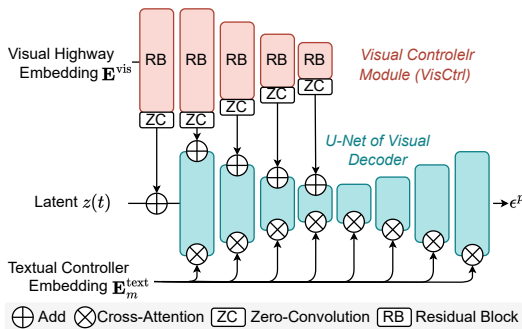 Visual Highway
Embedding E^vis
RB RB RB RB RB
ZC ZC ZC ZC ZC
Visual Controlelr
Module (VisCtrl)
U-Net of Visual
Decoder
Latent z(t)
Textual Controller
Embedding E_m^text
Add Cross-Attention ZC Zero-Convolution RB Residual Block